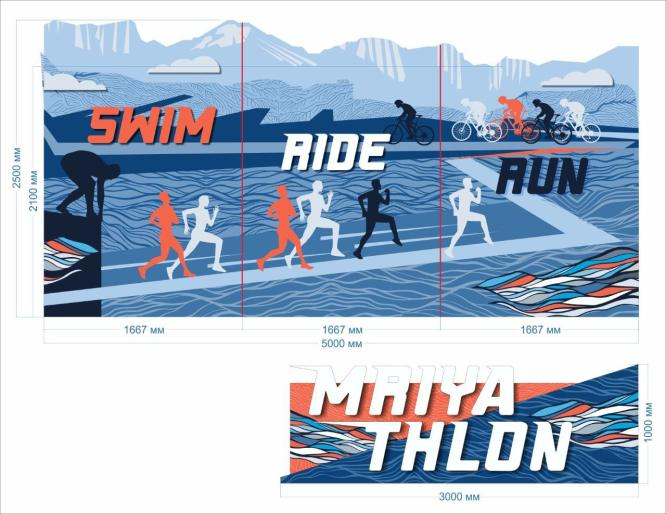 SWIM
RIDE
RUN
2500 мм
2100 мм
1667 мм
1667 мм
1667 мм
5000 мм
MRIYA
THLON
1000 мм
3000 мм